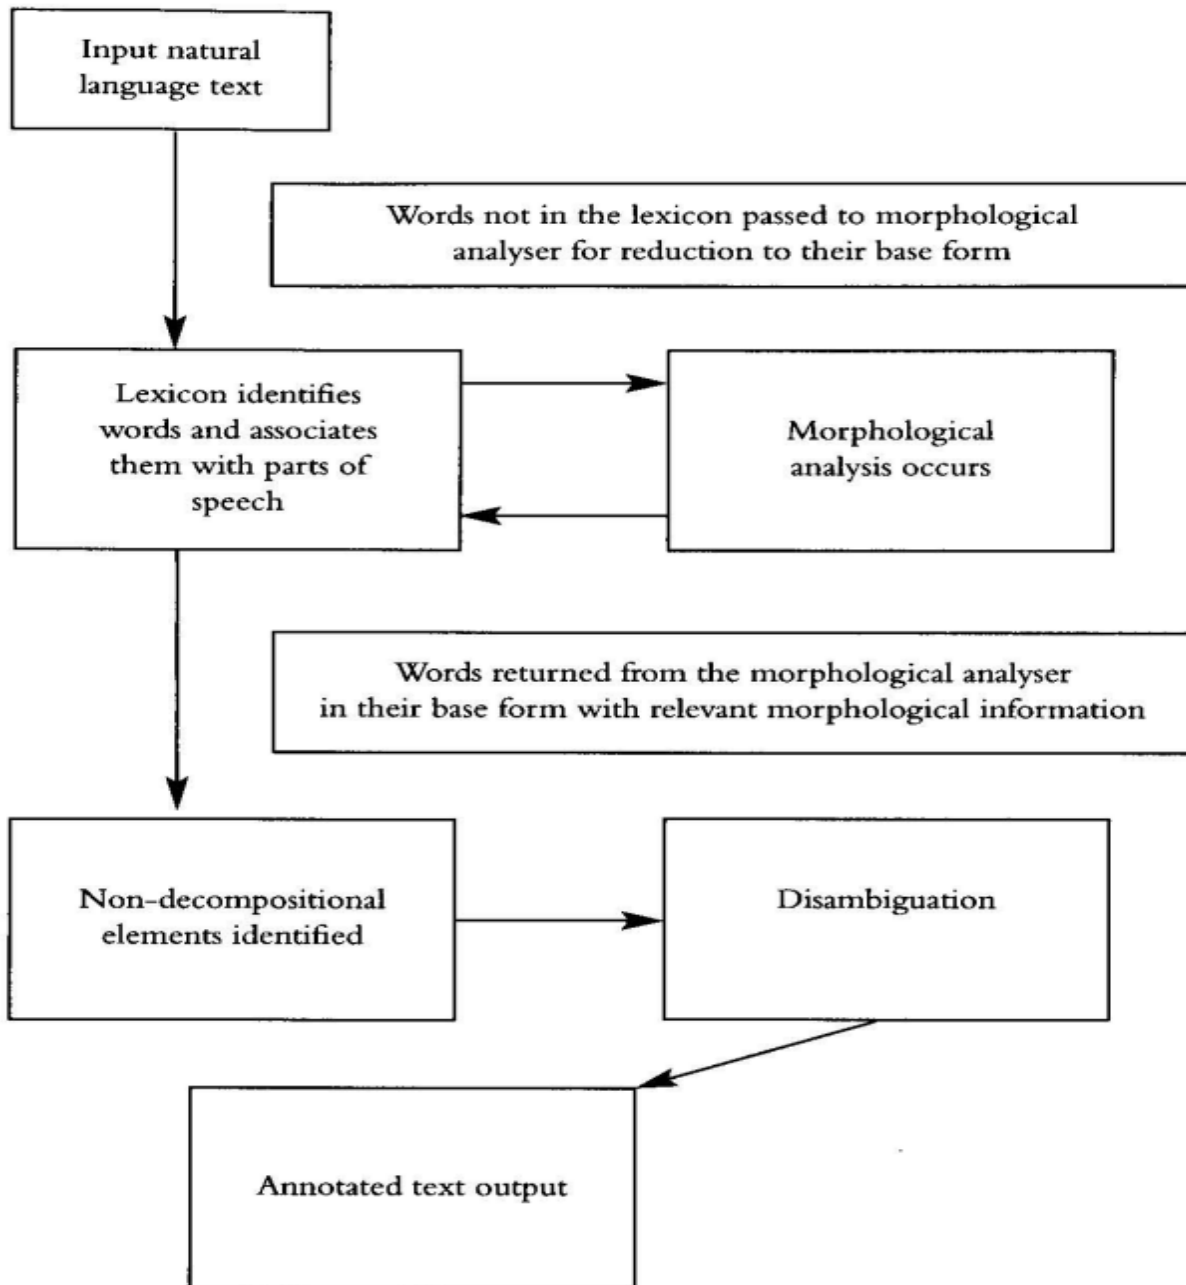 Input natural
language text
Words not in the lexicon passed to morphological
analyser for reduction to their base form
Lexicon identifies
words and associates
them with parts of
speech
Morphological
analysis occurs
Words returned from the morphological analyser
in their base form with relevant morphological information
Non-decompositional
elements identified
Disambiguation
Annotated text output